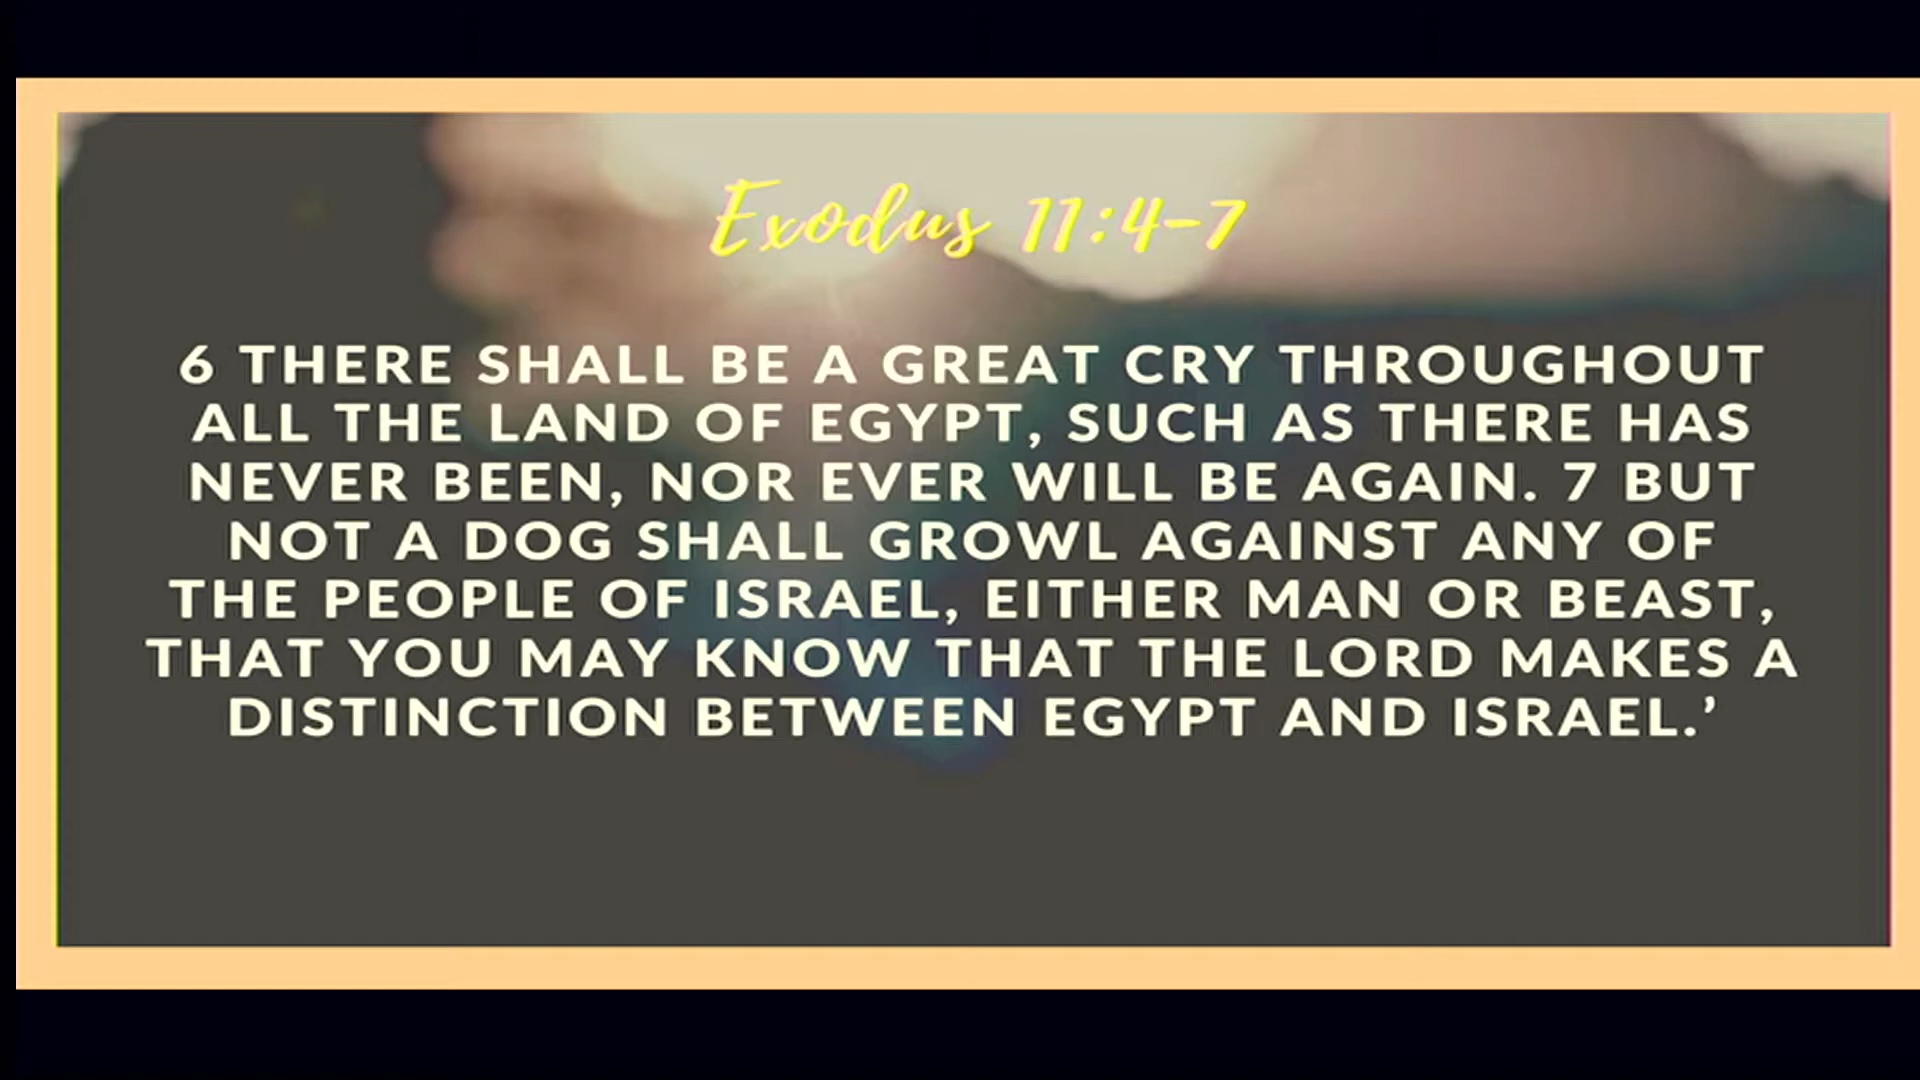 Exodus 11:4-7
6 THERE SHALL BE A GREAT CRY THROUGHOUT
ALL THE LAND OF EGYPT, SUCH AS THERE HAS
NEVER BEEN, NOR EVER WILL BE AGAIN. 7 BUT
NOT A DOG SHALL GROWL AGAINST ANY OF
THE PEOPLE OF ISRAEL, EITHER MAN OR BEAST,
THAT YOU MAY KNOW THAT THE LORD MAKES A
DISTINCTION BETWEEN EGYPT AND ISRAEL.’